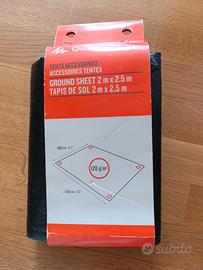 TENTS ACCESSORIES
ACCESSOIRES TENTES
GROUND SHEET 2 m x 2.5 m
TAPIS DE SOL 2 m x 2,5 m
120 g/m²
subito